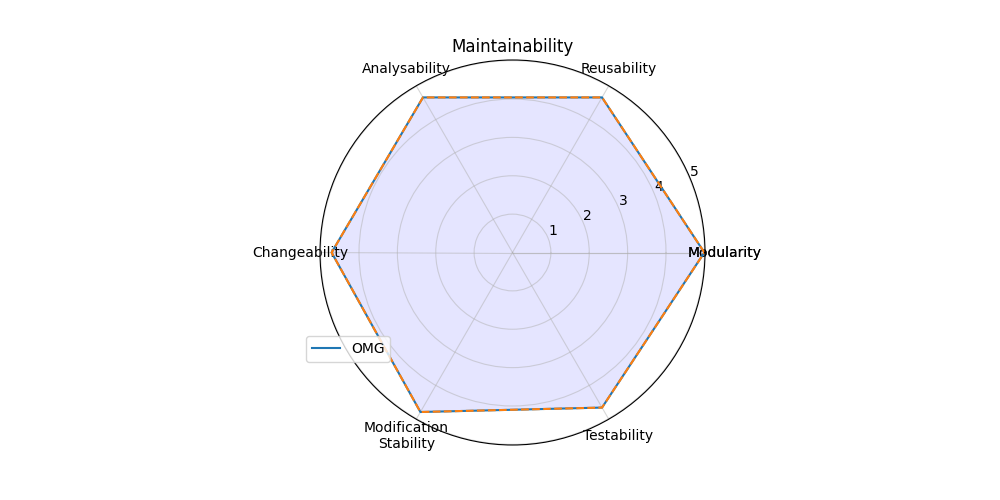 Maintainability
Analysability
Reusability
5
4
3
2
1
Changeability
Modularity
OMG
Modification
Stability
Testability